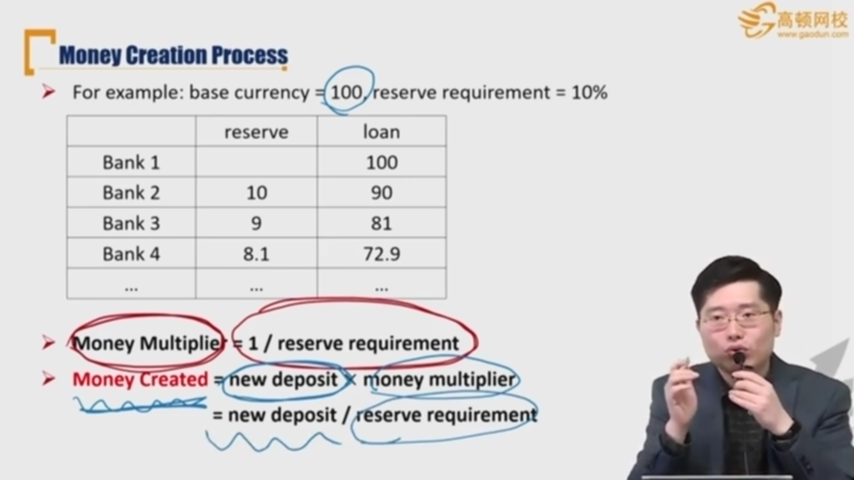 高顿网校
www.gaodun.com
Money Creation Process
For example: base currency = 100, reserve requirement = 10%
reserve loan
Bank 1 100
Bank 2 10 90
Bank 3 9 81
Bank 4 8.1 72.9
... ... ...
Money Multiplier = 1 / reserve requirement
Money Created = new deposit × money multiplier
= new deposit / reserve requirement